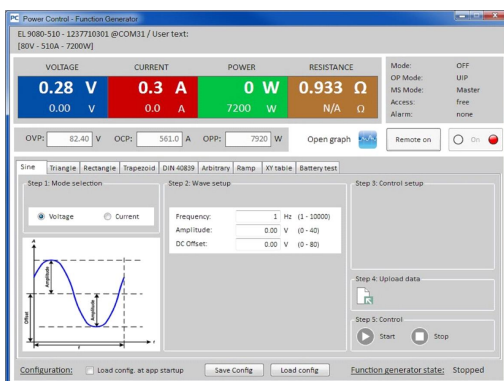 PC Power Control - Function Generator
EL 9080-510 - 1237710301 @COM31 / User text:
[80V - 510A - 7200W]
VOLTAGE CURRENT POWER RESISTANCE
0.28 V 0.3 A 0 W 0.933 Ω
0.00 V 0.0 A 7200 W N/A Ω
Mode: OFF
OP Mode: UIP
MS Mode: Master
Access: free
Alarm: none
OVP: 82.40 V OCP: 561.0 A OPP: 7920 W Open graph Remote on On
Sine Triangle Rectangle Trapezoid DIN 40839 Arbitrary Ramp XY table Battery test
Step 1: Mode selection
Voltage Current
Amplitude
Amplitude
Offset
A
t
Step 2: Wave setup
Frequency: 1 Hz (1 - 10000)
Amplitude: 0.00 V (0 - 40)
DC Offset: 0.00 V (0 - 80)
Step 3: Control setup
Step 4: Upload data
Step 5: Control
Start Stop
Configuration: Load config. at app startup Save Config Load config Function generator state: Stopped